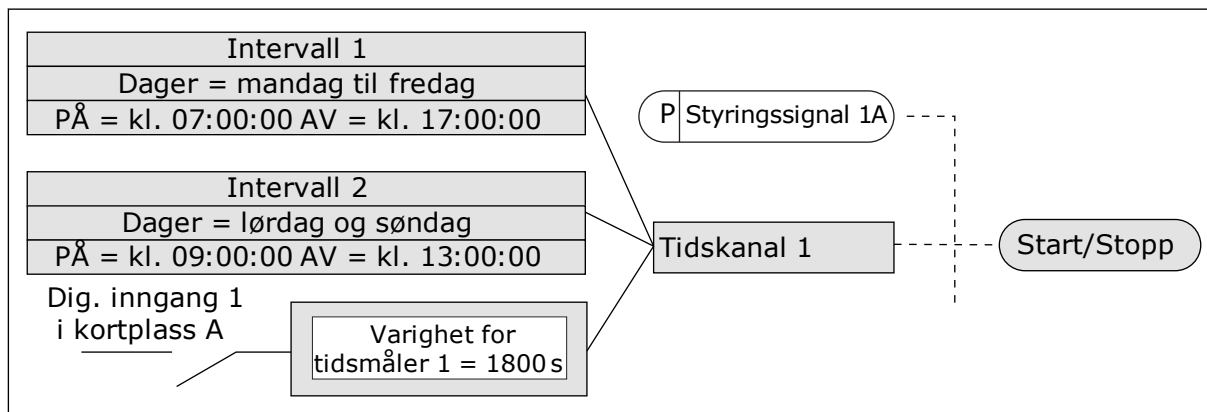 Intervall 1
Dager = mandag til fredag
PÅ = kl. 07:00:00 AV = kl. 17:00:00
P Styringssignal 1A
Intervall 2
Dager = lørdag og søndag
PÅ = kl. 09:00:00 AV = kl. 13:00:00
Tidskanal 1
Start/Stopp
Dig. inngang 1
i kortplass A
Varighet for
tidsmåler 1 = 1800 s